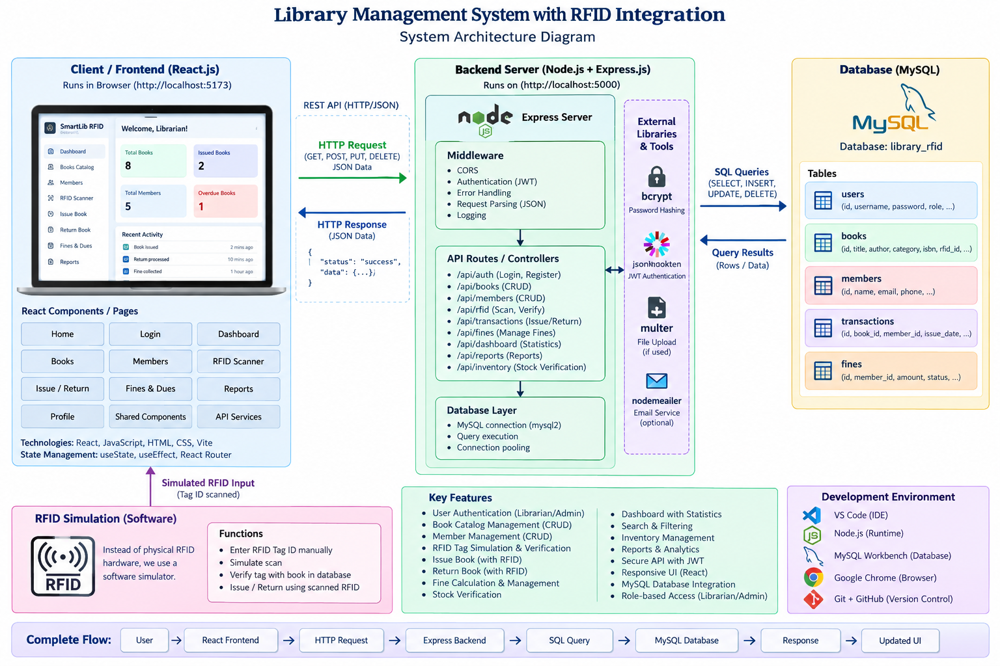 Library Management System with RFID Integration
System Architecture Diagram
Client / Frontend (React.js)
Runs in Browser (http://localhost:5173)
SmartLib RFID
Welcome, Librarian!
Dashboard
Books Catalog
Members
RFID Scanner
Issue Book
Return Book
Fines & Dues
Reports
Total Books
8
Issued Books
2
Total Members
5
Overdue Books
1
Recent Activity
Book issued 2 mins ago
Return processed 10 mins ago
Fine collected 1 hour ago
React Components / Pages
Home Login Dashboard
Books Members RFID Scanner
Issue / Return Fines & Dues Reports
Profile Shared Components API Services
Technologies: React, JavaScript, HTML, CSS, Vite
State Management: useState, useEffect, React Router
REST API (HTTP/JSON)
HTTP Request
(GET, POST, PUT, DELETE)
JSON Data
HTTP Response
(JSON Data)
{
"status": "success",
"data": {...}
}
Backend Server (Node.js + Express.js)
Runs on (http://localhost:5000)
node
JS
Express Server
Middleware
• CORS
• Authentication (JWT)
• Error Handling
• Request Parsing (JSON)
• Logging
API Routes / Controllers
• /api/auth (Login, Register)
• /api/books (CRUD)
• /api/members (CRUD)
• /api/rfid (Scan, Verify)
• /api/transactions (Issue/Return)
• /api/fines (Manage Fines)
• /api/dashboard (Statistics)
• /api/reports (Reports)
• /api/inventory (Stock Verification)
Database Layer
• MySQL connection (mysql2)
• Query execution
• Connection pooling
External
Libraries
& Tools
bcrypt
Password Hashing
JWT Authentication
multer
File Upload
(if used)
nodemeailer
Email Service
(optional)
SQL Queries
(SELECT, INSERT,
UPDATE, DELETE)
Query Results
(Rows / Data)
Database (MySQL)
MySQL
Database: library_rfid
Tables
users
(id, username, password, role, ...)
books
(id, title, author, category, isbn, rfid_id, ...)
members
(id, name, email, phone, ...)
transactions
(id, book_id, member_id, issue_date, ...)
fines
(id, member_id, amount, status, ...)
Simulated RFID Input
(Tag ID scanned)
RFID Simulation (Software)
RFID
Instead of physical RFID
hardware, we use a
software simulator.
Functions
• Enter RFID Tag ID manually
• Simulate scan
• Verify tag with book in database
• Issue / Return using scanned RFID
Key Features
• User Authentication (Librarian/Admin)
• Book Catalog Management (CRUD)
• Member Management (CRUD)
• RFID Tag Simulation & Verification
• Issue Book (with RFID)
• Return Book (with RFID)
• Fine Calculation & Management
• Stock Verification
• Dashboard with Statistics
• Search & Filtering
• Inventory Management
• Reports & Analytics
• Secure API with JWT
• Responsive UI (React)
• MySQL Database Integration
• Role-based Access (Librarian/Admin)
Development Environment
VS Code (IDE)
JS
Node.js (Runtime)
MySQL Workbench (Database)
Google Chrome (Browser)
Git + GitHub (Version Control)
Complete Flow: User → React Frontend → HTTP Request → Express Backend → SQL Query → MySQL Database → Response → Updated UI